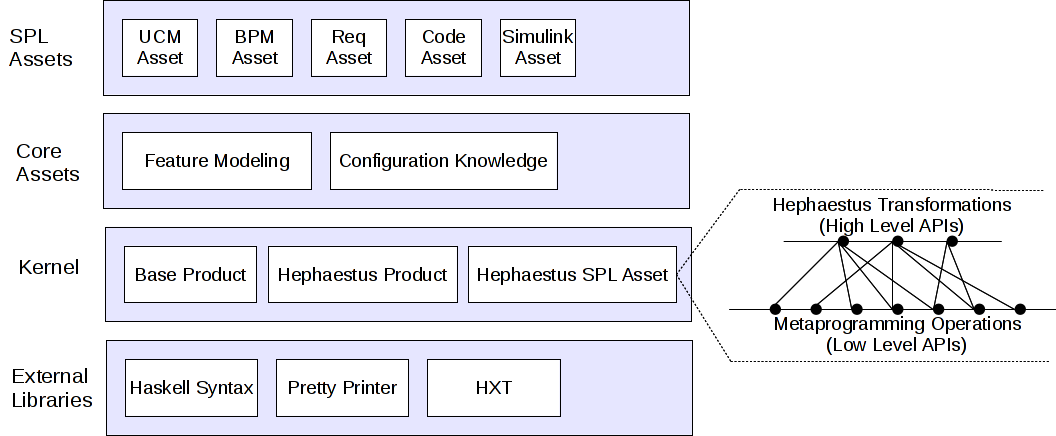 SPL
Assets
UCM
Asset
BPM
Asset
Req
Asset
Code
Asset
Simulink
Asset
Core
Assets
Feature Modeling
Configuration Knowledge
Kernel
Base Product
Hephaestus Product
Hephaestus SPL Asset
Hephaestus Transformations
(High Level APIs)
Metaprogramming Operations
(Low Level APIs)
External
Libraries
Haskell Syntax
Pretty Printer
HXT